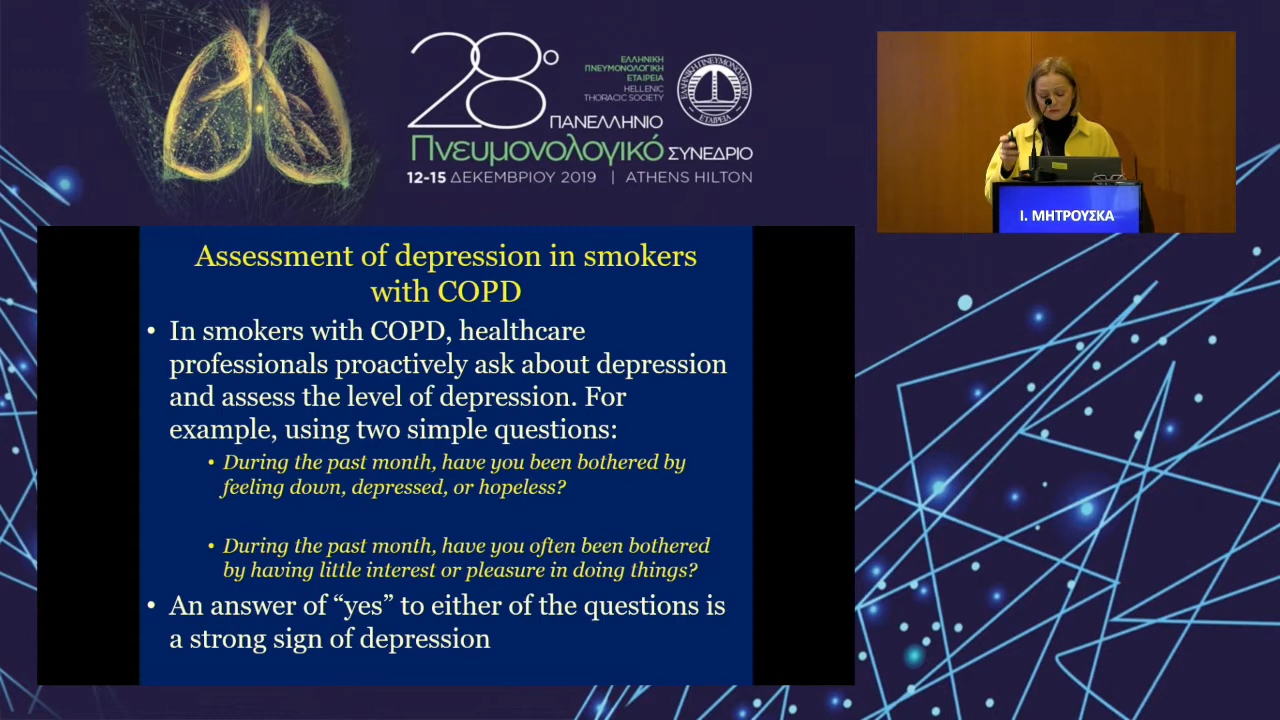 28ο
ΕΛΛΗΝΙΚΗ
ΠΝΕΥΜΟΝΟΛΟΓΙΚΗ
ΕΤΑΙΡΕΙΑ
HELLENIC
THORACIC SOCIETY
ΕΛΛΗΝΙΚΗ ΠΝΕΥΜΟΝΟΛΟΓΙΚΗ ΕΤΑΙΡΕΙΑ
ΠΑΝΕΛΛΗΝΙΟ
Πνευμονολογικό ΣΥΝΕΔΡΙΟ
12-15 ΔΕΚΕΜΒΡΙΟΥ 2019 | ATHENS HILTON
Ι. ΜΗΤΡΟΥΣΚΑ
Assessment of depression in smokers
with COPD
• In smokers with COPD, healthcare
professionals proactively ask about depression
and assess the level of depression. For
example, using two simple questions:
• During the past month, have you been bothered by
feeling down, depressed, or hopeless?
• During the past month, have you often been bothered
by having little interest or pleasure in doing things?
• An answer of “yes” to either of the questions is
a strong sign of depression